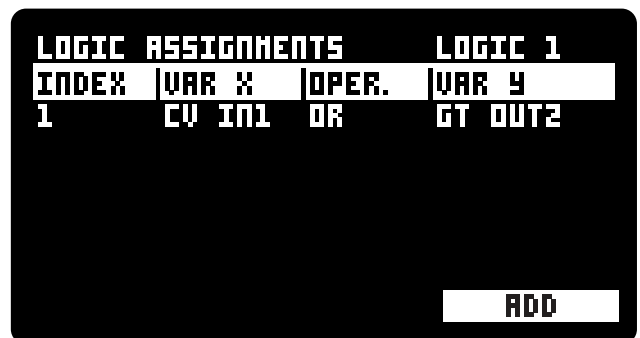 LOGIC ASSIGNMENTS LOGIC 1
INDEX VAR X OPER. VAR Y
1 CV IN1 OR GT OUT2
ADD